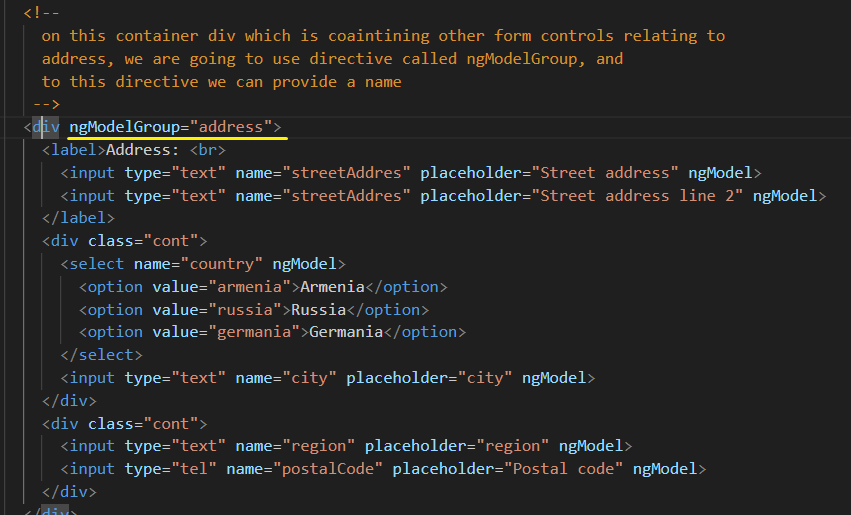 <!--
on this container div which is coaintining other form controls relating to
address, we are going to use directive called ngModelGroup, and
to this directive we can provide a name
-->
<div ngModelGroup="address">
<label>Address: <br>
<input type="text" name="streetAddres" placeholder="Street address" ngModel>
<input type="text" name="streetAddres" placeholder="Street address line 2" ngModel>
</label>
<div class="cont">
<select name="country" ngModel>
<option value="armenia">Armenia</option>
<option value="russia">Russia</option>
<option value="germania">Germania</option>
</select>
<input type="text" name="city" placeholder="city" ngModel>
</div>
<div class="cont">
<input type="text" name="region" placeholder="region" ngModel>
<input type="tel" name="postalCode" placeholder="Postal code" ngModel>
</div>
</div>